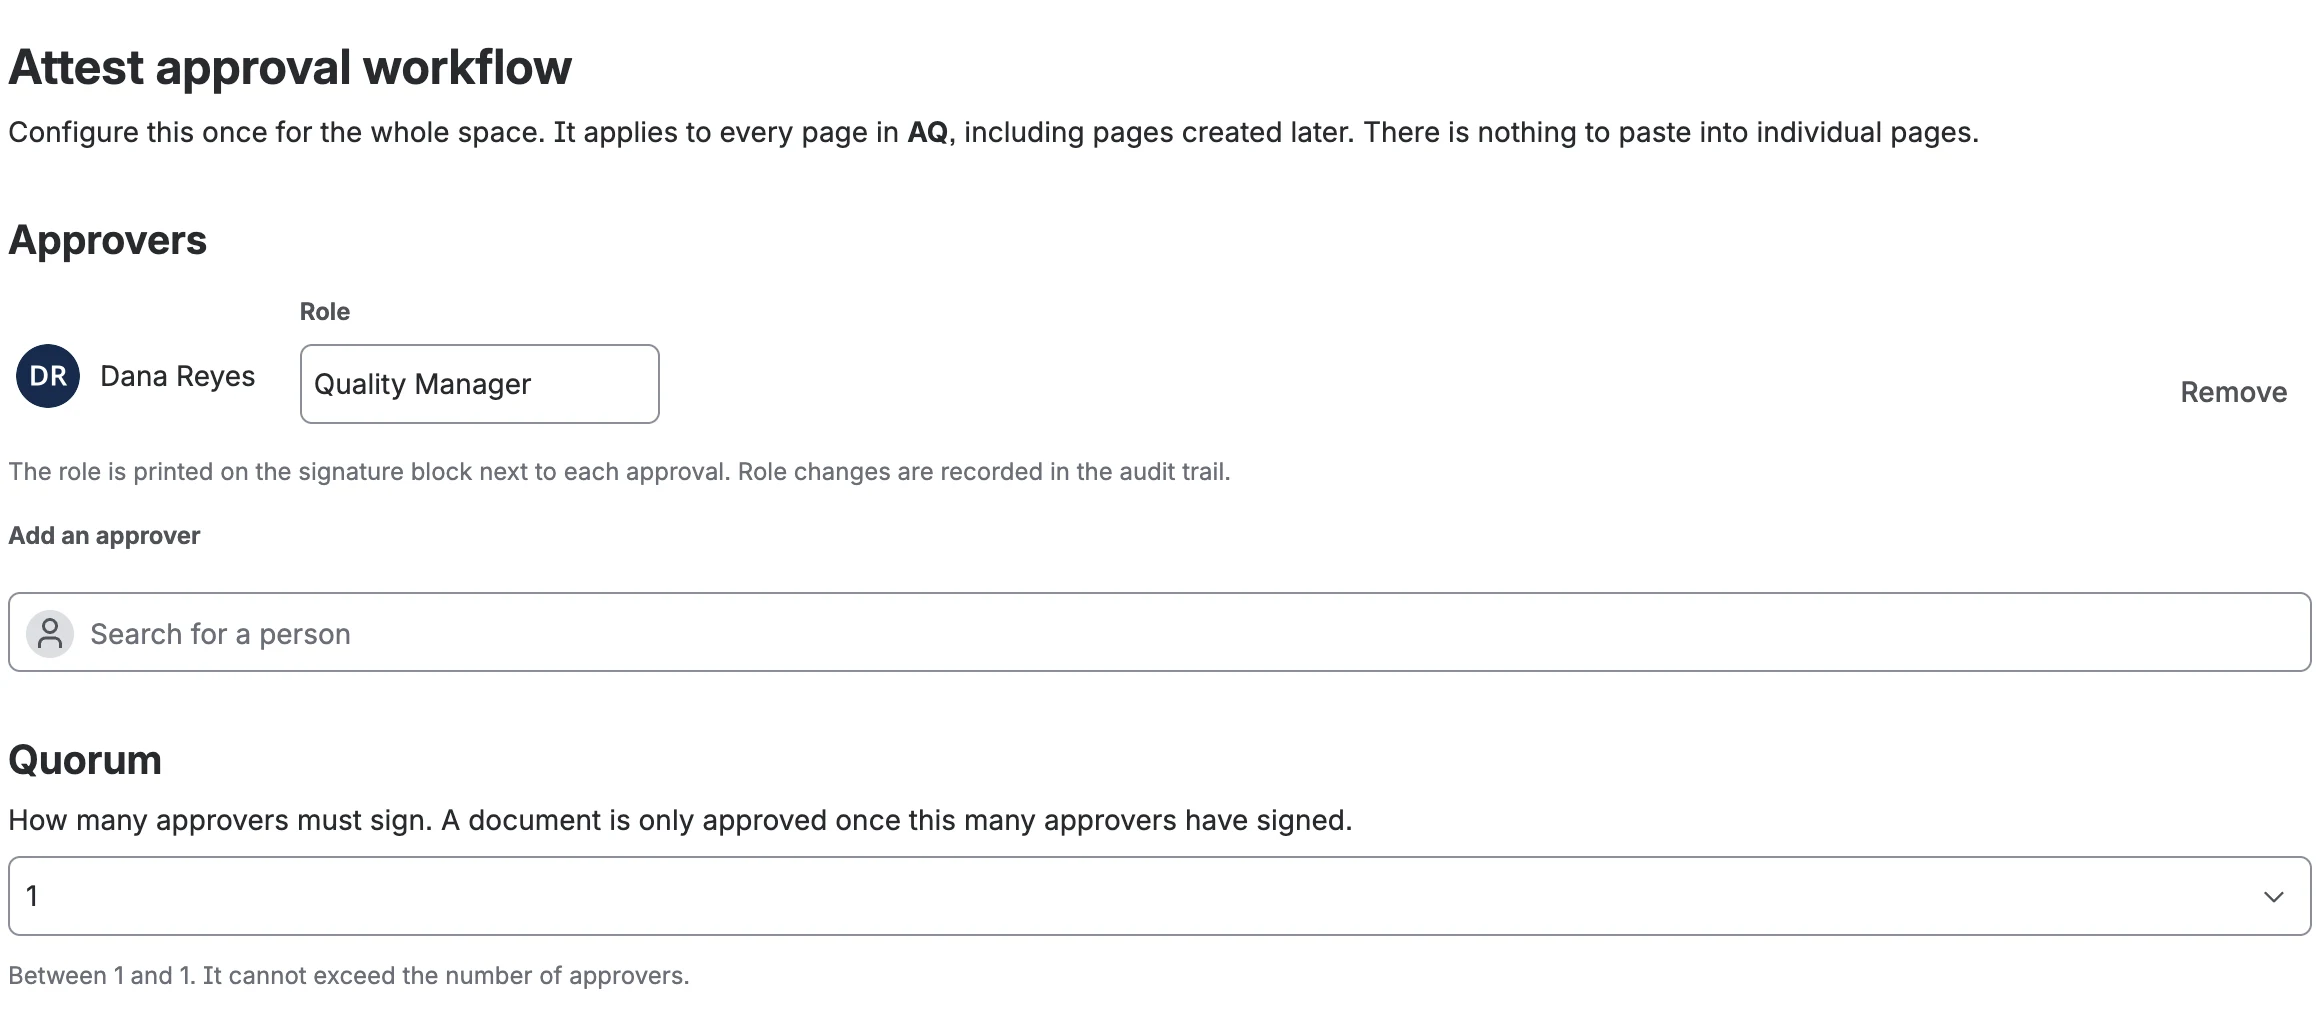 Attest approval workflow
Configure this once for the whole space. It applies to every page in AQ, including pages created later. There is nothing to paste into individual pages.
Approvers
Role
DR Dana Reyes Quality Manager Remove
The role is printed on the signature block next to each approval. Role changes are recorded in the audit trail.
Add an approver
Search for a person
Quorum
How many approvers must sign. A document is only approved once this many approvers have signed.
1
Between 1 and 1. It cannot exceed the number of approvers.